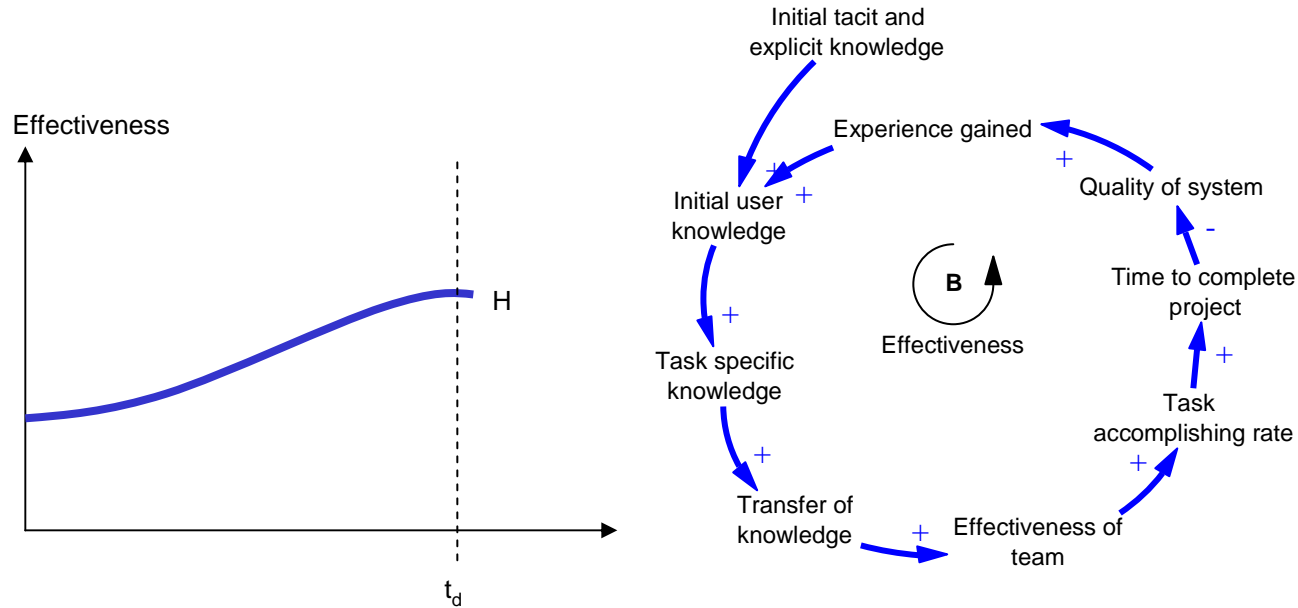 Effectiveness
H
t_d
Initial tacit and
explicit knowledge
Experience gained
+
Quality of system
+
+
Initial user
knowledge
-
B
Effectiveness
Time to complete
project
+
Task specific
knowledge
+
Task
accomplishing rate
+
+
Transfer of
knowledge
+
Effectiveness of
team